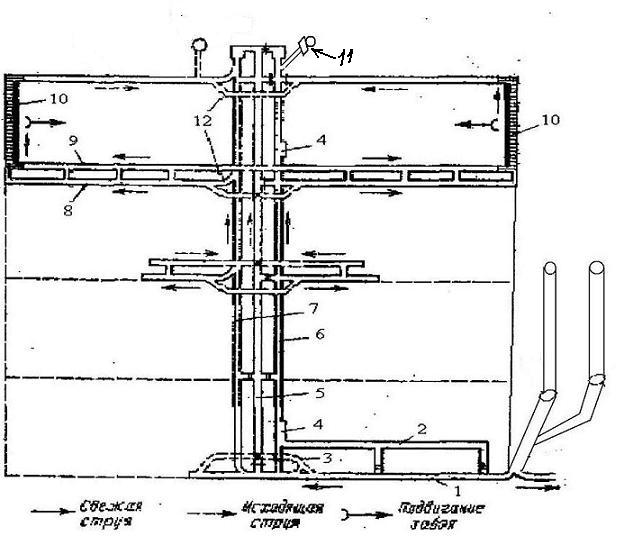 11
10
10
12
4
9
8
7
6
5
4
2
3
1
Свежая
струя
Исходящая
струя
Подвигание
забоя